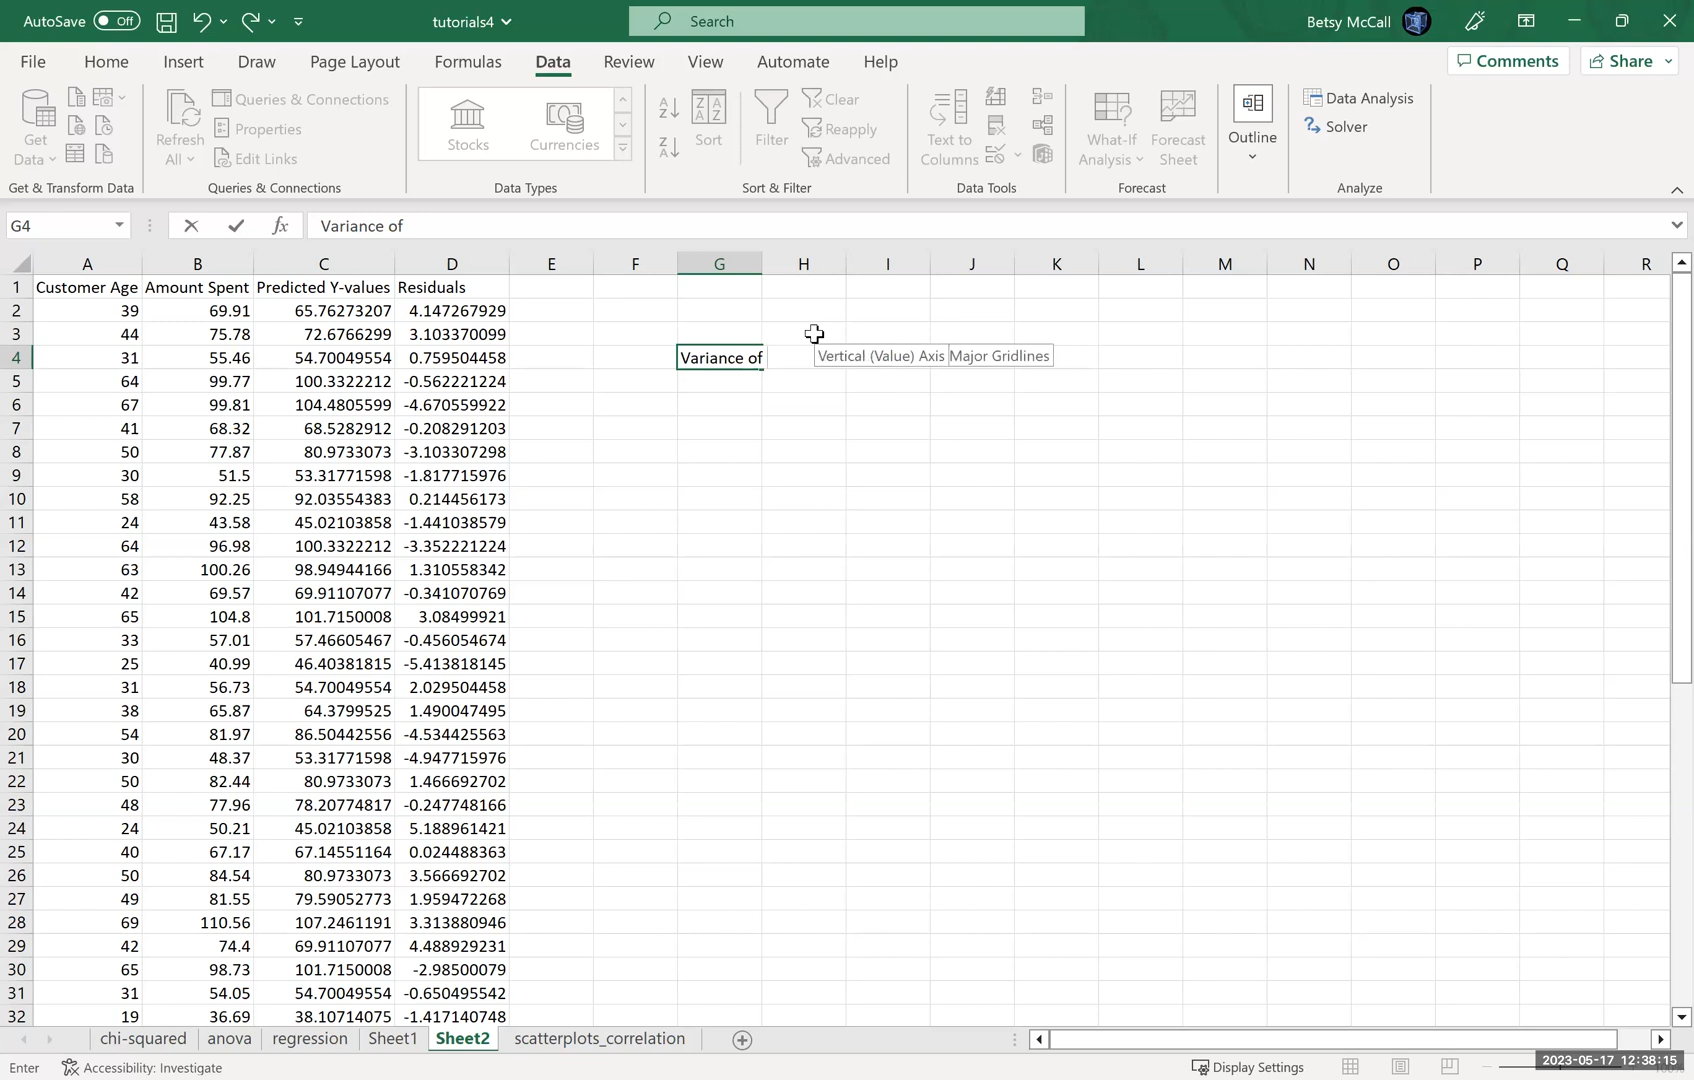 AutoSave Off tutorials4 Search Betsy McCall
File Home Insert Draw Page Layout Formulas Data Review View Automate Help Comments Share
Get Data Refresh All Queries & Connections Properties Edit Links Stocks Currencies Sort Filter Clear Reapply Advanced Text to Columns What-If Analysis Forecast Sheet Outline Data Analysis Solver
Get & Transform Data Queries & Connections Data Types Sort & Filter Data Tools Forecast Analyze
G4 fx Variance of
A B C D E F G H I J K L M N O P Q R
1 Customer Age Amount Spent Predicted Y-values Residuals
2 39 69.91 65.76273207 4.147267929
3 44 75.78 72.6766299 3.103370099
4 31 55.46 54.70049554 0.759504458 Variance of Vertical (Value) Axis Major Gridlines
5 64 99.77 100.3322212 -0.562221224
6 67 99.81 104.4805599 -4.670559922
7 41 68.32 68.5282912 -0.208291203
8 50 77.87 80.9733073 -3.103307298
9 30 51.5 53.31771598 -1.817715976
10 58 92.25 92.03554383 0.214456173
11 24 43.58 45.02103858 -1.441038579
12 64 96.98 100.3322212 -3.352221224
13 63 100.26 98.94944166 1.310558342
14 42 69.57 69.91107077 -0.341070769
15 65 104.8 101.7150008 3.08499921
16 33 57.01 57.46605467 -0.456054674
17 25 40.99 46.40381815 -5.413818145
18 31 56.73 54.70049554 2.029504458
19 38 65.87 64.3799525 1.490047495
20 54 81.97 86.50442556 -4.534425563
21 30 48.37 53.31771598 -4.947715976
22 50 82.44 80.9733073 1.466692702
23 48 77.96 78.20774817 -0.247748166
24 24 50.21 45.02103858 5.188961421
25 40 67.17 67.14551164 0.024488363
26 50 84.54 80.9733073 3.566692702
27 49 81.55 79.59052773 1.959472268
28 69 110.56 107.2461191 3.313880946
29 42 74.4 69.91107077 4.488929231
30 65 98.73 101.7150008 -2.98500079
31 31 54.05 54.70049554 -0.650495542
32 19 36.69 38.10714075 -1.417140748
chi-squared anova regression Sheet1 Sheet2 scatterplots_correlation
Enter Accessibility: Investigate Display Settings 2023-05-17 12:38:15